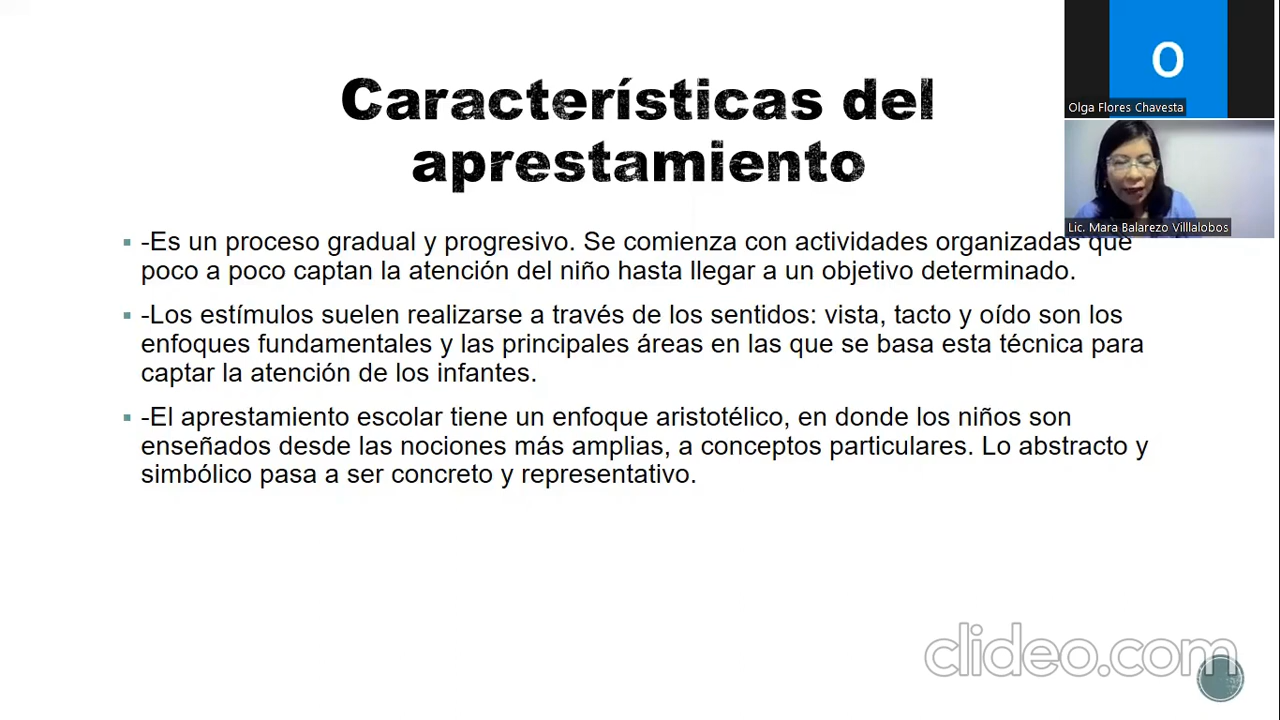 O
Olga Flores Chavesta
Lic. Mara Balarezo Villlalobos
Características del
aprestamiento
-Es un proceso gradual y progresivo. Se comienza con actividades organizadas que
poco a poco captan la atención del niño hasta llegar a un objetivo determinado.
-Los estímulos suelen realizarse a través de los sentidos: vista, tacto y oído son los
enfoques fundamentales y las principales áreas en las que se basa esta técnica para
captar la atención de los infantes.
-El aprestamiento escolar tiene un enfoque aristotélico, en donde los niños son
enseñados desde las nociones más amplias, a conceptos particulares. Lo abstracto y
simbólico pasa a ser concreto y representativo.
clideo.com